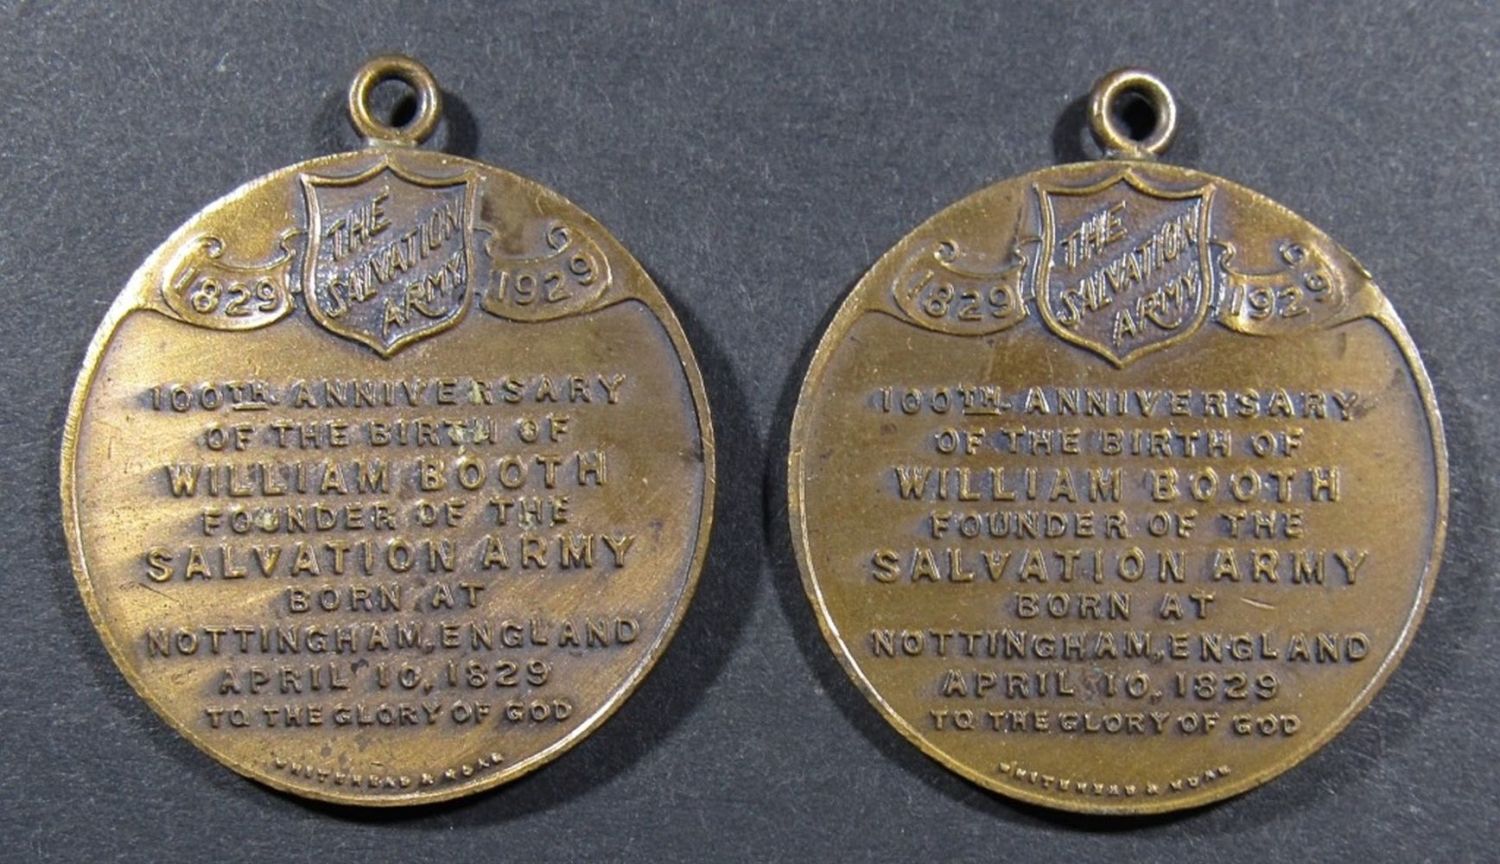 THE
SALVATION
ARMY
1829
1929
100TH ANNIVERSARY
OF THE BIRTH OF
WILLIAM BOOTH
FOUNDER OF THE
SALVATION ARMY
BORN AT
NOTTINGHAM, ENGLAND
APRIL 10, 1829
TO THE GLORY OF GOD
WHITEHEAD & HOAG
THE
SALVATION
ARMY
1829
1929
100TH ANNIVERSARY
OF THE BIRTH OF
WILLIAM BOOTH
FOUNDER OF THE
SALVATION ARMY
BORN AT
NOTTINGHAM, ENGLAND
APRIL 10, 1829
TO THE GLORY OF GOD
WHITEHEAD & HOAG